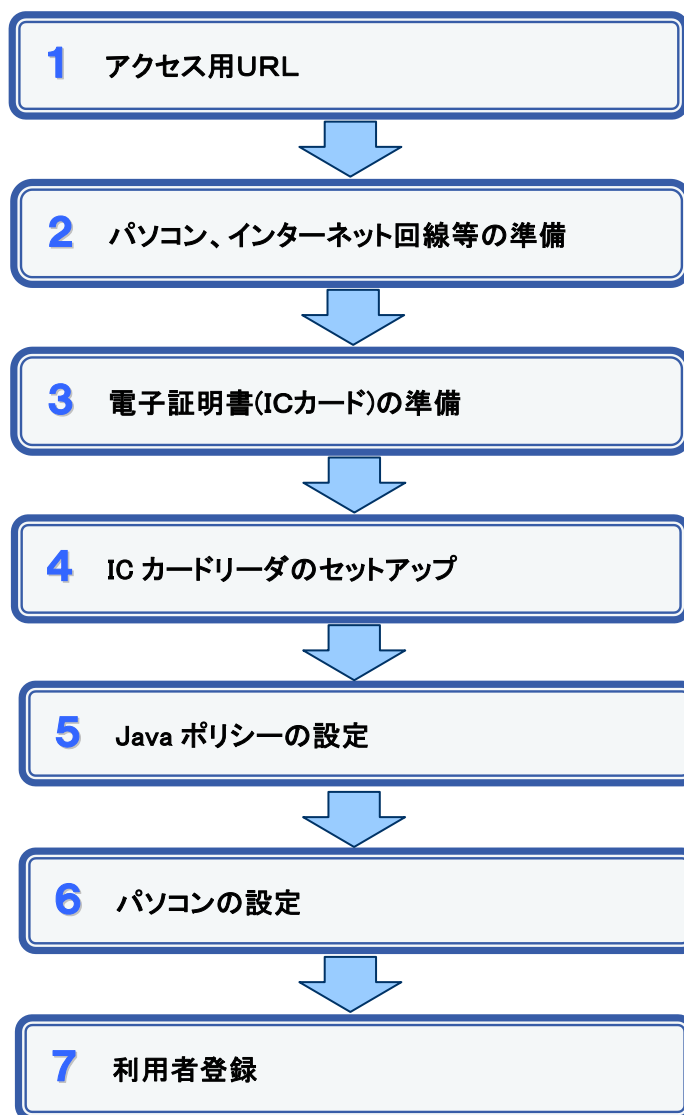 1 アクセス用URL
2 パソコン、インターネット回線等の準備
3 電子証明書(ICカード)の準備
4 IC カードリーダのセットアップ
5 Java ポリシーの設定
6 パソコンの設定
7 利用者登録